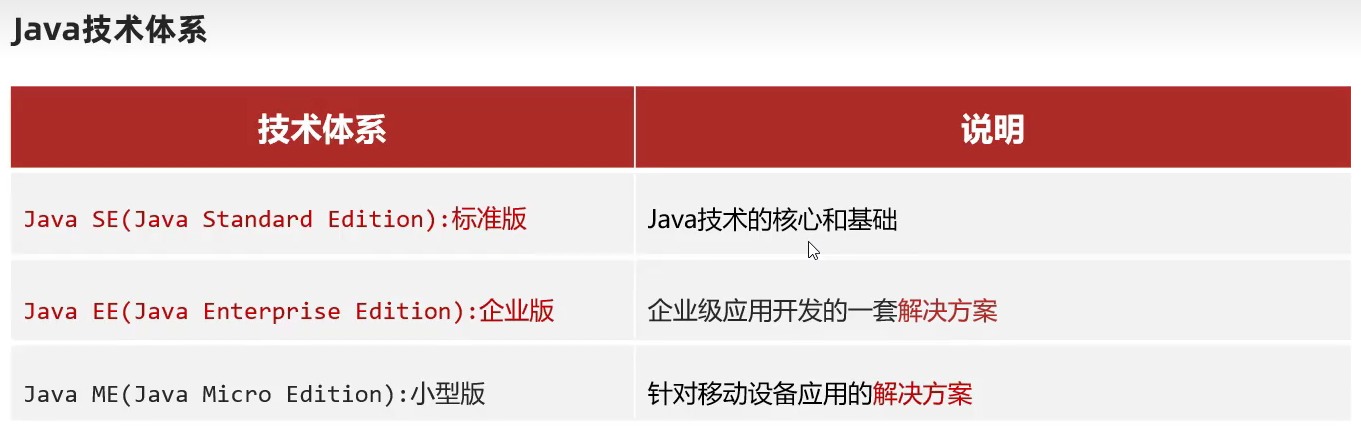 Java技术体系
技术体系
说明
Java SE(Java Standard Edition):标准版
Java技术的核心和基础
Java EE(Java Enterprise Edition):企业版
企业级应用开发的一套解决方案
Java ME(Java Micro Edition):小型版
针对移动设备应用的解决方案